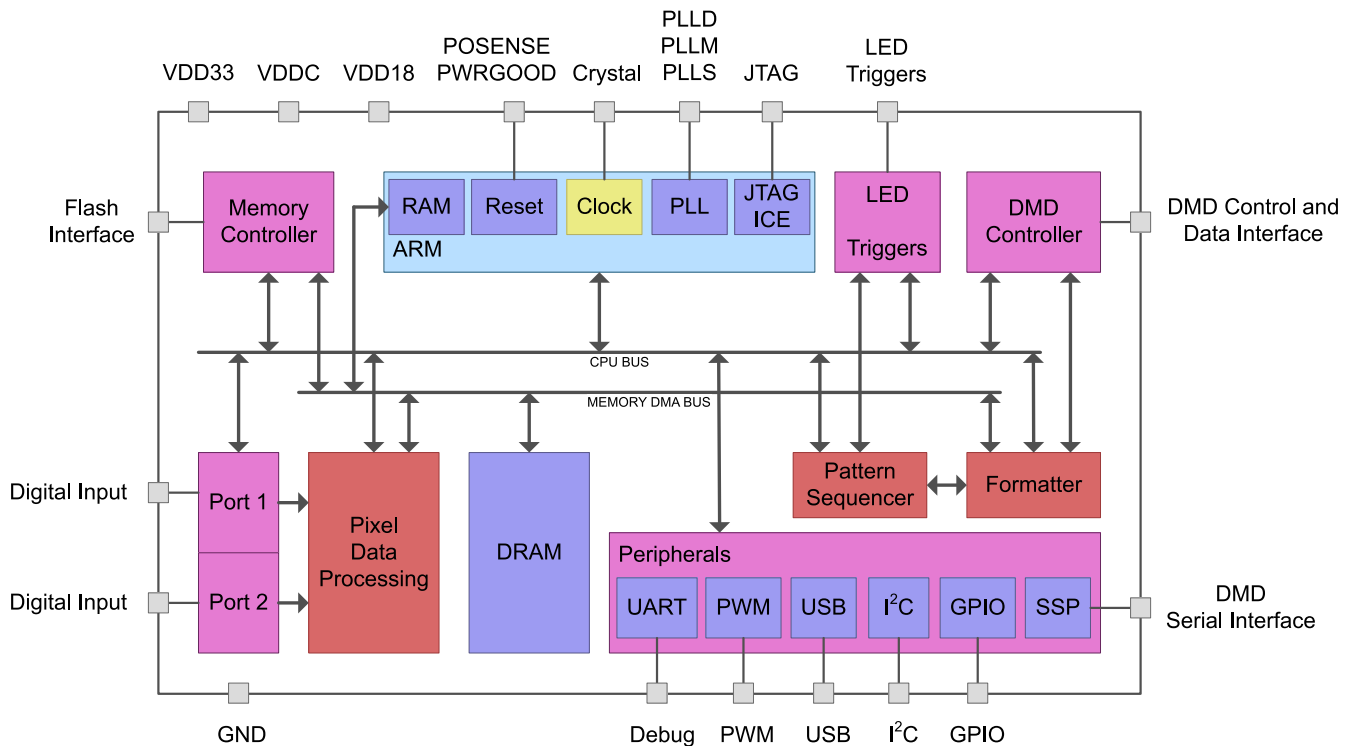 PLLD
POSENSE
PLLM
LED
VDD33
VDDC
VDD18
PWRGOOD
Crystal
PLLS
JTAG
Triggers
Flash
Interface
Memory
Controller
RAM
Reset
Clock
PLL
JTAG
ICE
ARM
LED
Triggers
DMD
Controller
DMD Control and
Data Interface
CPU BUS
MEMORY DMA BUS
Digital Input
Port 1
Digital Input
Port 2
Pixel
Data
Processing
DRAM
Pattern
Sequencer
Formatter
Peripherals
UART
PWM
USB
I²C
GPIO
SSP
DMD
Serial Interface
GND
Debug
PWM
USB
I²C
GPIO